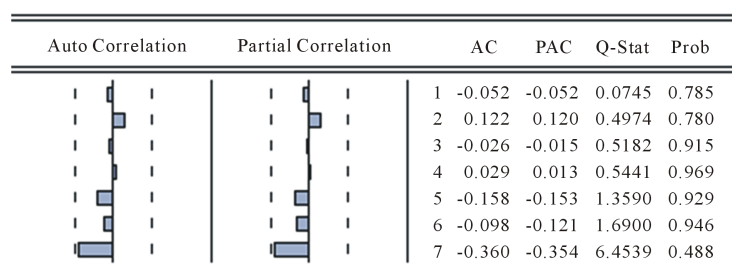 Auto Correlation Partial Correlation AC PAC Q-Stat Prob
1 -0.052 -0.052 0.0745 0.785
2 0.122 0.120 0.4974 0.780
3 -0.026 -0.015 0.5182 0.915
4 0.029 0.013 0.5441 0.969
5 -0.158 -0.153 1.3590 0.929
6 -0.098 -0.121 1.6900 0.946
7 -0.360 -0.354 6.4539 0.488